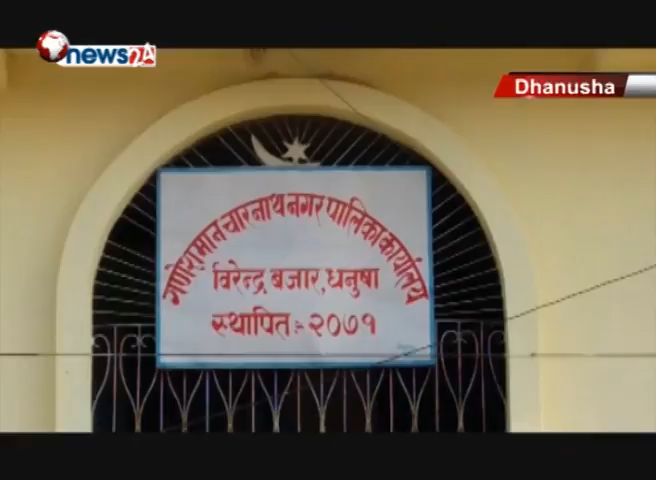 news24
Dhanusha
गणेशमान चारनाथ नगरपालिका कार्यालय
विरेन्द्र बजार, धनुषा
स्थापित:- २०७१